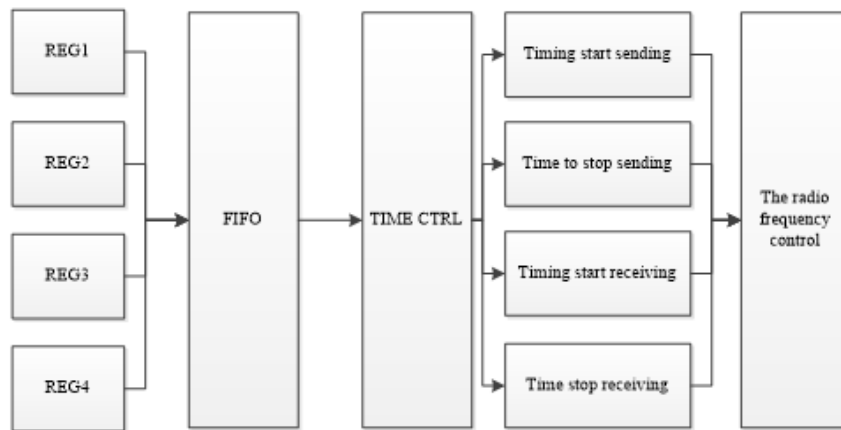 REG1
REG2
REG3
REG4
FIFO
TIME CTRL
Timing start sending
Time to stop sending
Timing start receiving
Time stop receiving
The radio
frequency
control